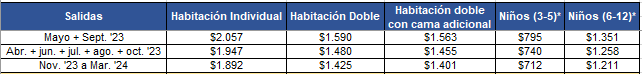 Salidas Habitación Individual Habitación Doble Habitación doble con cama adicional Niños (3-5)* Niños (6-12)*
Mayo + Sept. '23 $2.057 $1.590 $1.563 $795 $1.351
Abr. + jun. + jul. + ago. + oct. '23 $1.947 $1.480 $1.455 $740 $1.258
Nov. '23 a Mar. '24 $1.892 $1.425 $1.401 $712 $1.211